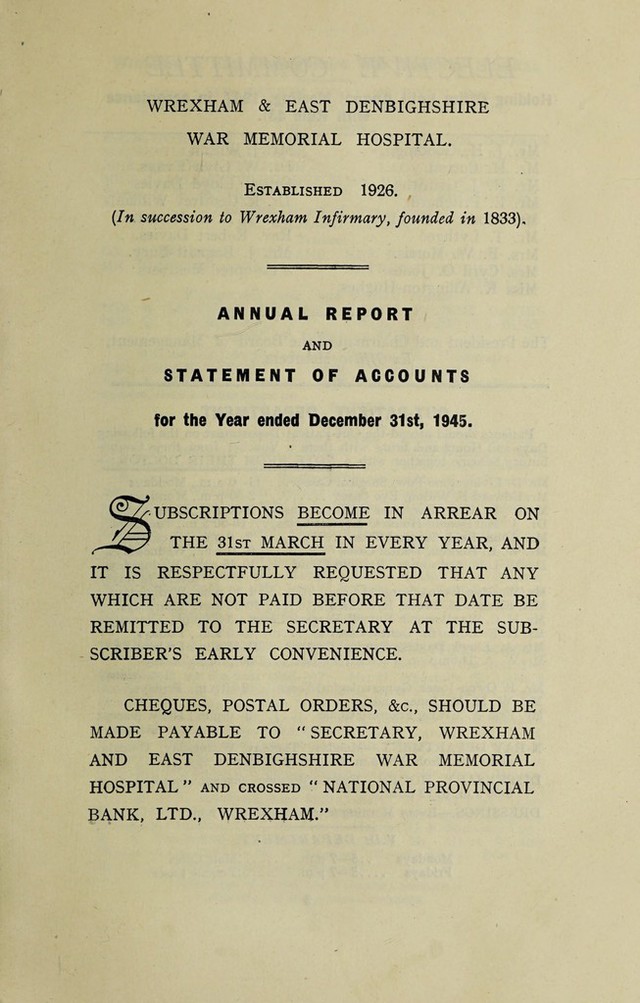 WREXHAM & EAST DENBIGHSHIRE
WAR MEMORIAL HOSPITAL.
ESTABLISHED 1926.
(In succession to Wrexham Infirmary, founded in 1833).
ANNUAL REPORT
AND
STATEMENT OF ACCOUNTS
for the Year ended December 31st, 1945.
SUBSCRIPTIONS BECOME IN ARREAR ON
THE 31ST MARCH IN EVERY YEAR, AND
IT IS RESPECTFULLY REQUESTED THAT ANY
WHICH ARE NOT PAID BEFORE THAT DATE BE
REMITTED TO THE SECRETARY AT THE SUB-
SCRIBER'S EARLY CONVENIENCE.
CHEQUES, POSTAL ORDERS, &c., SHOULD BE
MADE PAYABLE TO "SECRETARY, WREXHAM
AND EAST DENBIGHSHIRE WAR MEMORIAL
HOSPITAL" AND CROSSED "NATIONAL PROVINCIAL
BANK, LTD., WREXHAM."